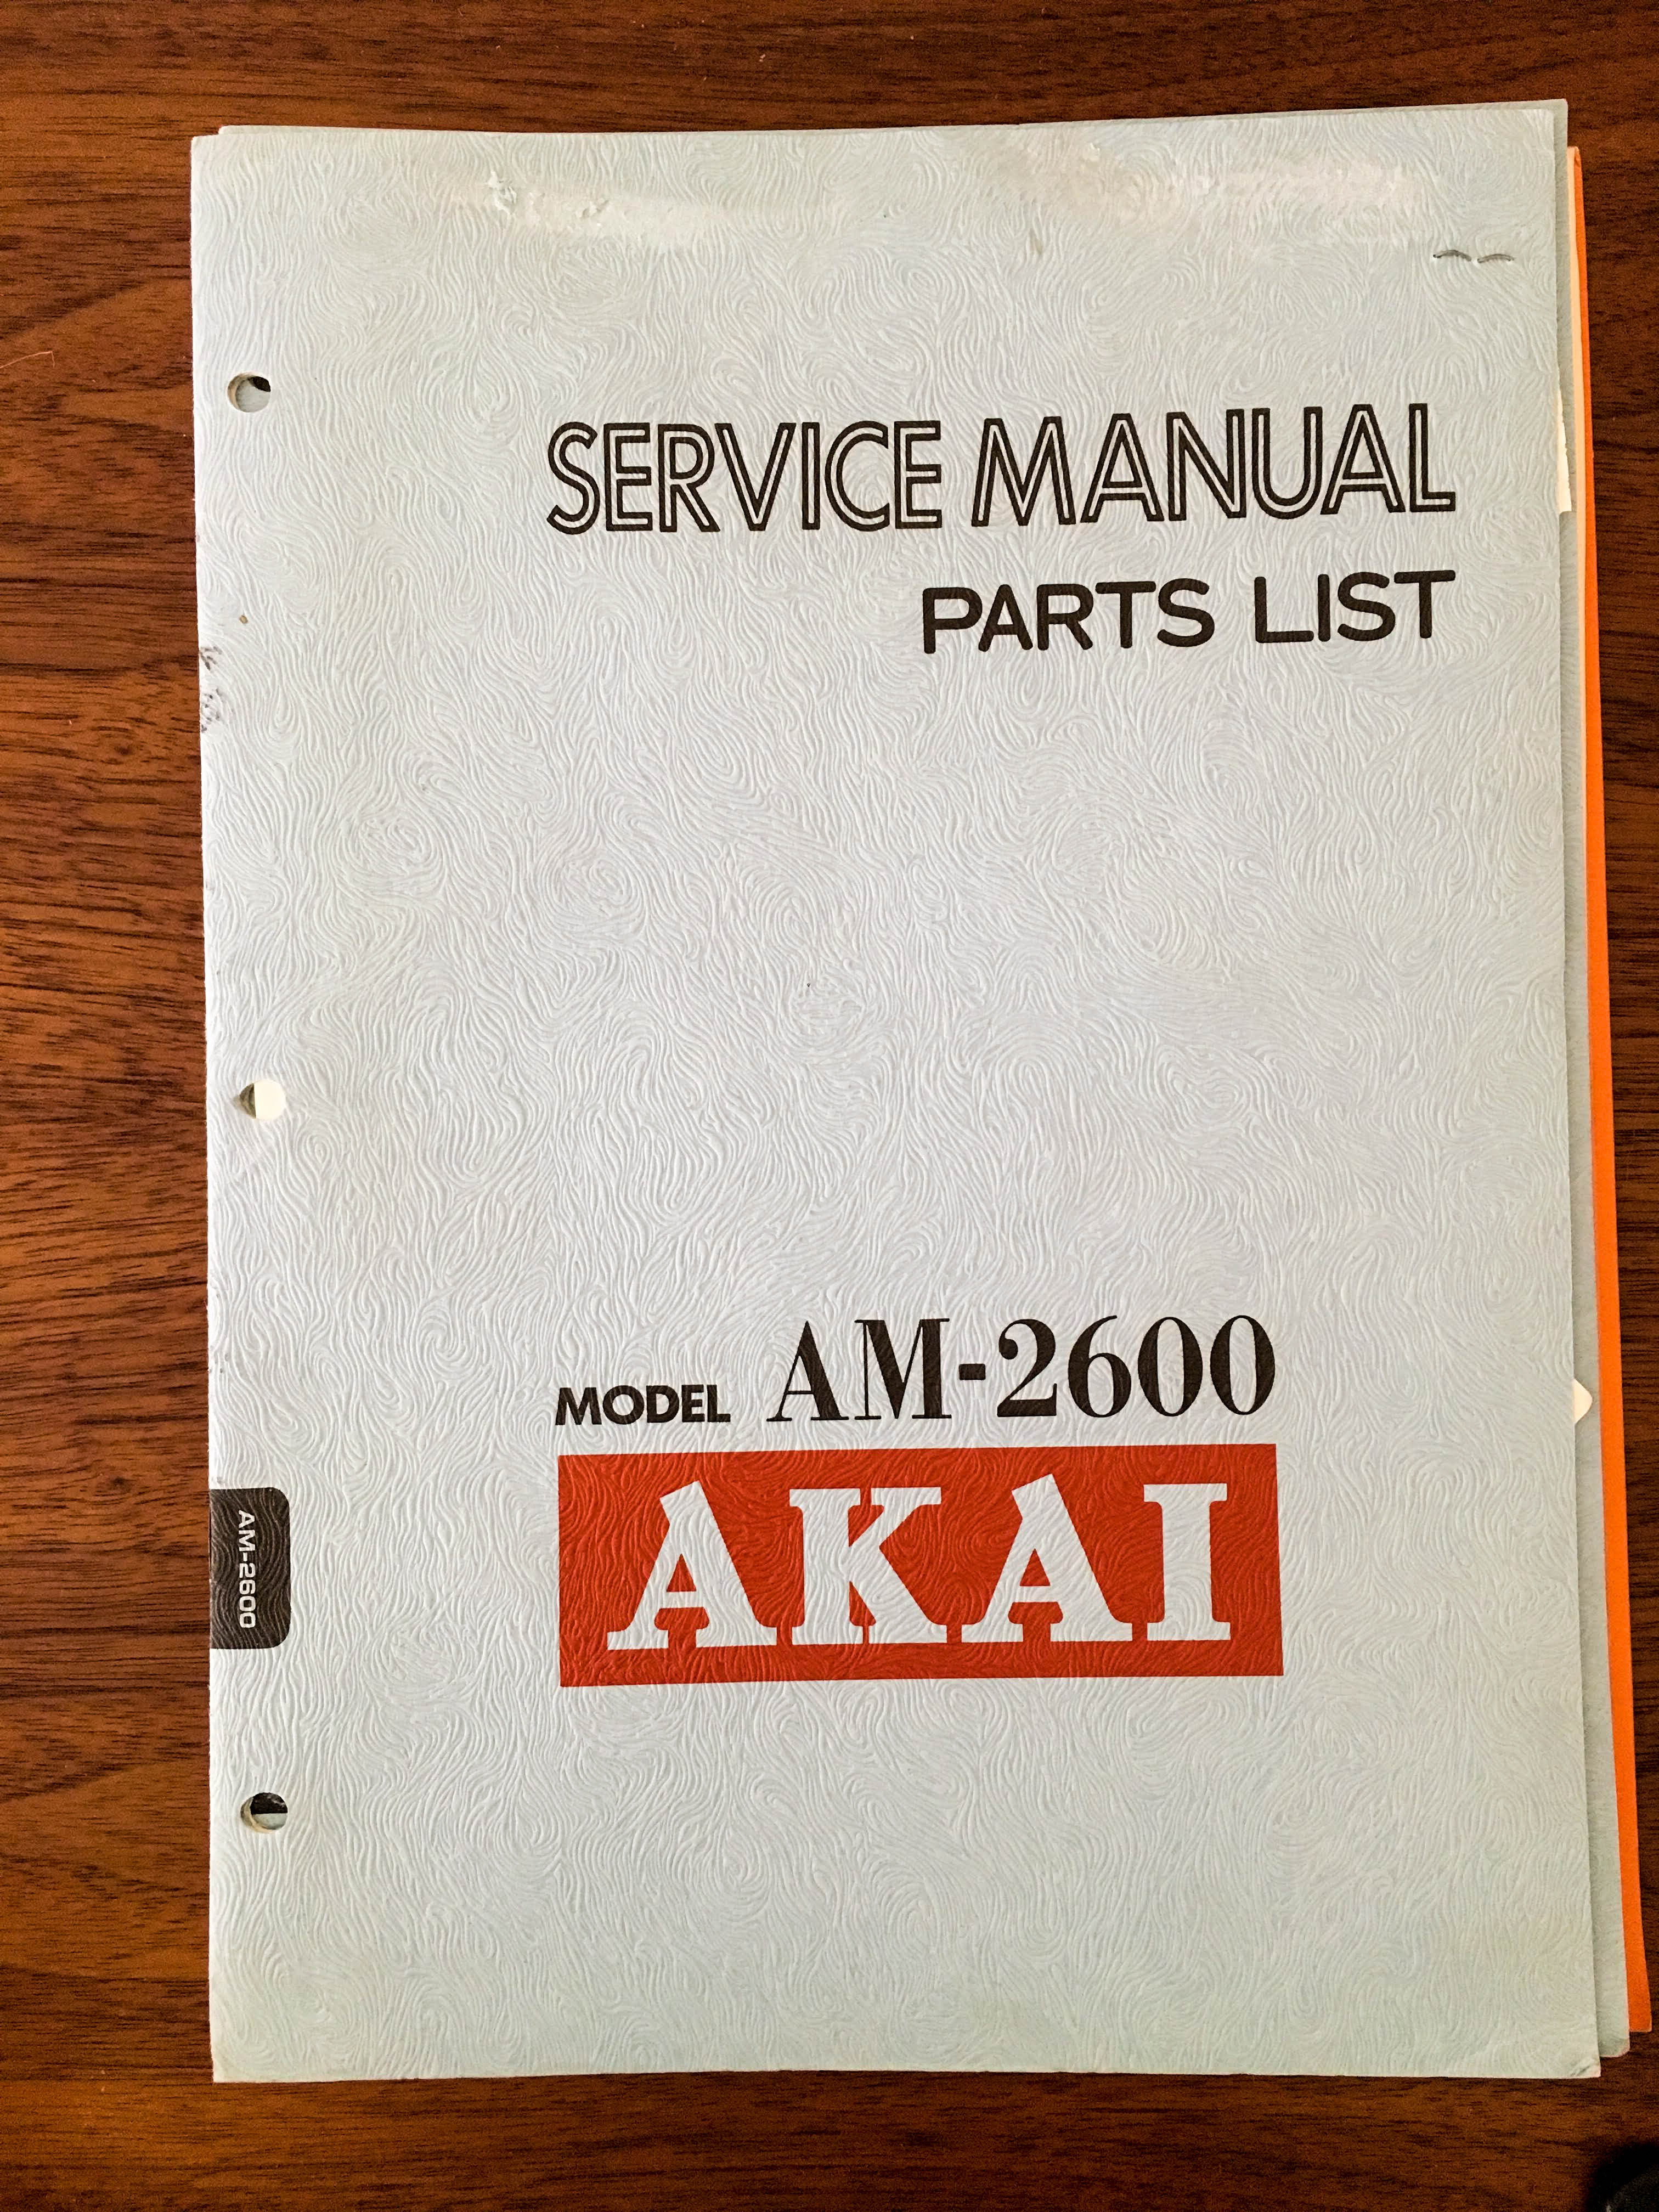 SERVICE MANUAL
PARTS LIST
MODEL AM-2600
AKAI
AM-2600